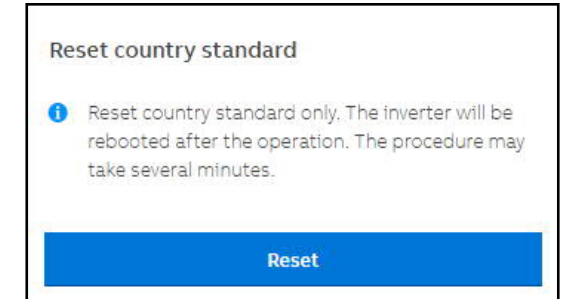 Reset country standard
Reset country standard only. The inverter will be
rebooted after the operation. The procedure may
take several minutes.
Reset